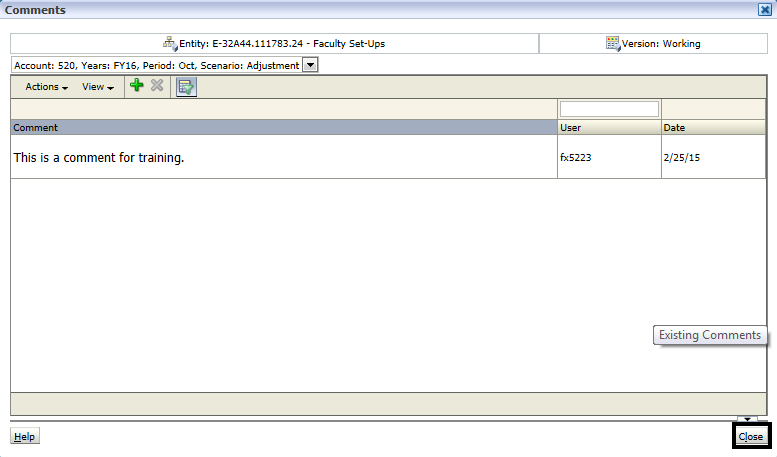 Comments
Entity: E-32A44.111783.24 - Faculty Set-Ups
Version: Working
Account: 520, Years: FY16, Period: Oct, Scenario: Adjustment
Actions View
Comment User Date
This is a comment for training. fx5223 2/25/15
Existing Comments
Help Close